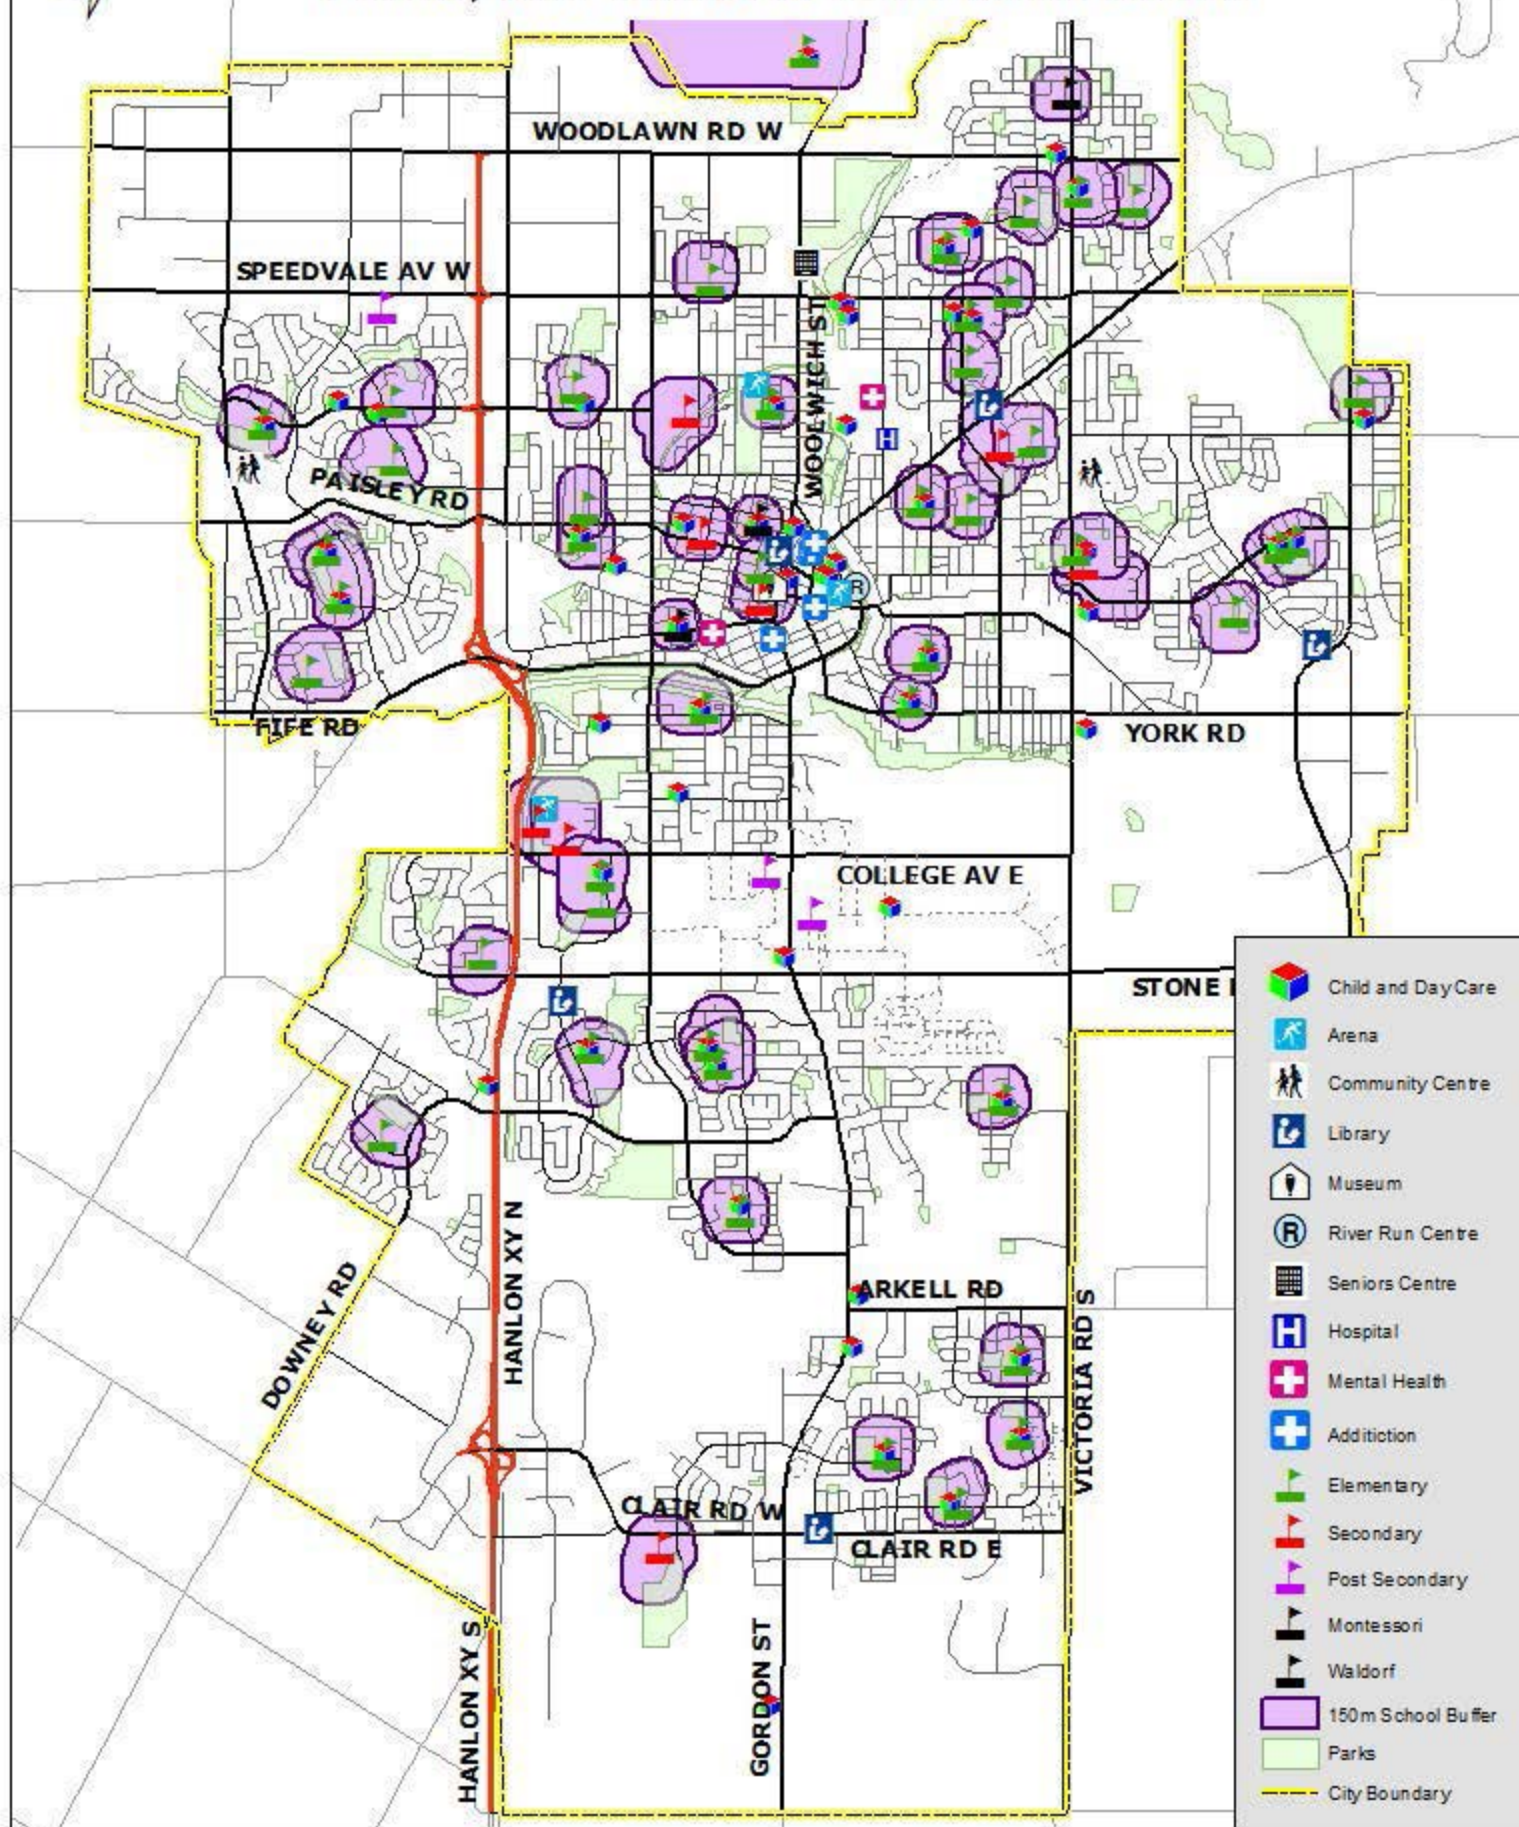 WOODLAWN RD W
SPEEDVALE AV W
WOOLWICH ST
H
PAISLEY RD
R
FIFE RD
YORK RD
COLLEGE AV E
STONE
HANLON XY N
DOWNEY RD
ARKELL RD
VICTORIA RD S
CLAIR RD W
CLAIR RD E
HANLON XY S
GORDON ST
Child and Day Care
Arena
Community Centre
Library
Museum
R River Run Centre
Seniors Centre
H Hospital
Mental Health
Additiction
Elementary
Secondary
Post Secondary
Montessori
Waldorf
150m School Buffer
Parks
City Boundary